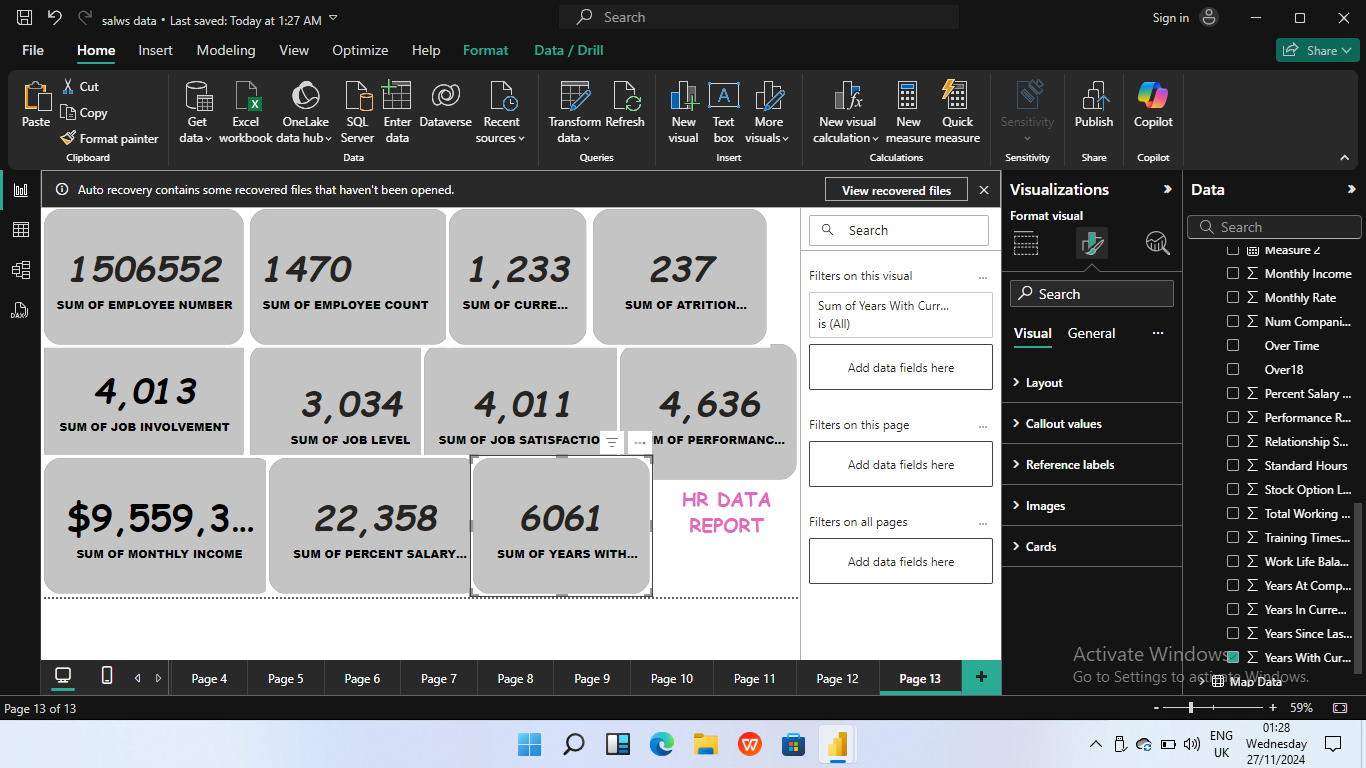 salws data • Last saved: Today at 1:27 AM
Search
Sign in
File
Home
Insert
Modeling
View
Optimize
Help
Format
Data / Drill
Share
Paste
Cut
Copy
Format painter
Clipboard
Get data
Excel workbook
OneLake data hub
SQL Server
Enter data
Dataverse
Recent sources
Data
Transform data
Refresh
Queries
New visual
Text box
More visuals
Insert
New visual calculation
New measure
Quick measure
Calculations
Sensitivity
Sensitivity
Publish
Share
Copilot
Copilot
Auto recovery contains some recovered files that haven't been opened.
View recovered files
1506552
SUM OF EMPLOYEE NUMBER
1470
SUM OF EMPLOYEE COUNT
1,233
SUM OF CURRE...
237
SUM OF ATRITION...
4,013
SUM OF JOB INVOLVEMENT
3,034
SUM OF JOB LEVEL
4,011
SUM OF JOB SATISFACTIO
4,636
M OF PERFORMANC...
$9,559,3...
SUM OF MONTHLY INCOME
22,358
SUM OF PERCENT SALARY...
6061
SUM OF YEARS WITH...
HR DATA
REPORT
Search
Filters on this visual
...
Sum of Years With Curr...
is (All)
Add data fields here
Filters on this page
...
Add data fields here
Filters on all pages
...
Add data fields here
Visualizations
Format visual
Search
Visual
General
...
Layout
Callout values
Reference labels
Images
Cards
Data
Search
Measure 2
Monthly Income
Monthly Rate
Num Compani...
Over Time
Over18
Percent Salary ...
Performance R...
Relationship S...
Standard Hours
Stock Option L...
Total Working ...
Training Times...
Work Life Bala...
Years At Comp...
Years In Curre...
Years Since Las...
Years With Cur...
Map Data
Activate Windows
Go to Settings to activate Windows.
Page 4
Page 5
Page 6
Page 7
Page 8
Page 9
Page 10
Page 11
Page 12
Page 13
+
Page 13 of 13
- + 59%
ENG
UK
01:28
Wednesday
27/11/2024